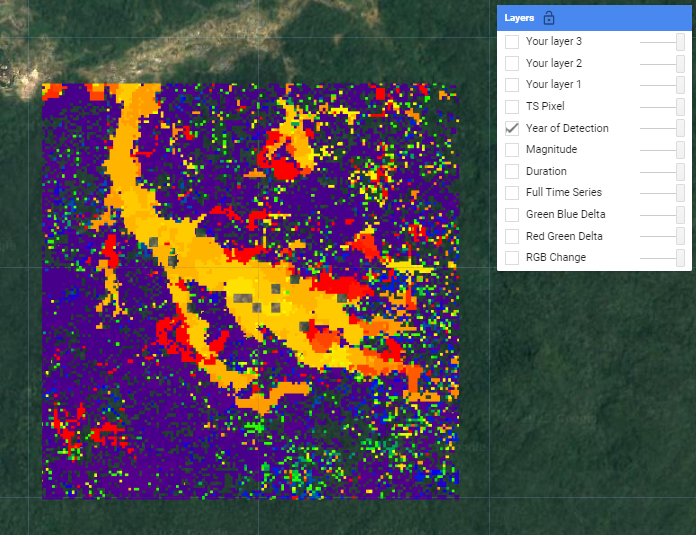 Layers
Your layer 3
Your layer 2
Your layer 1
TS Pixel
Year of Detection
Magnitude
Duration
Full Time Series
Green Blue Delta
Red Green Delta
RGB Change